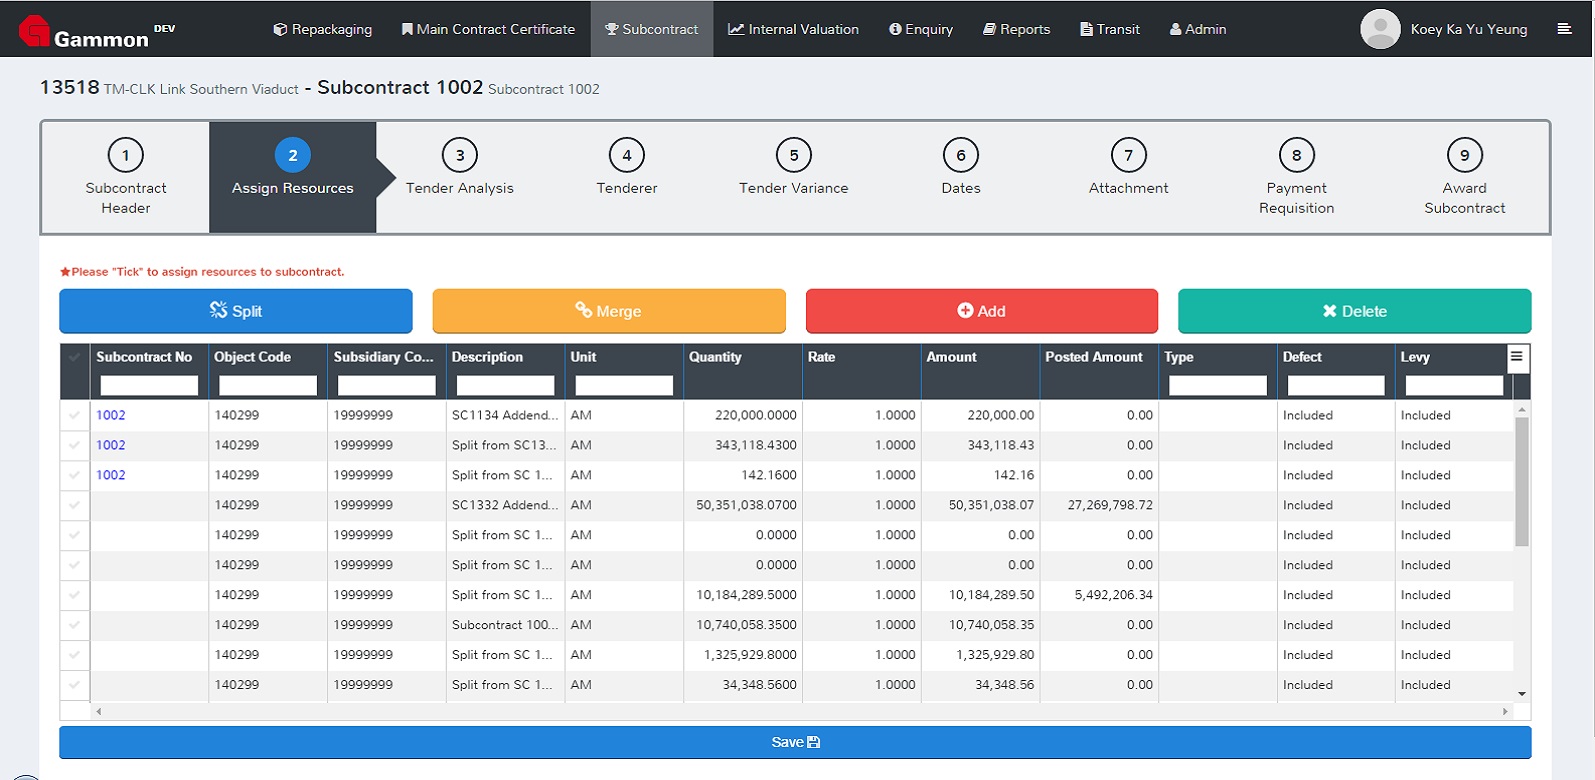 Gammon DEV Repackaging Main Contract Certificate Subcontract Internal Valuation Enquiry Reports Transit Admin Koey Ka Yu Yeung
13518 TM-CLK Link Southern Viaduct - Subcontract 1002 Subcontract 1002
1 2 3 4 5 6 7 8 9
Subcontract Header
Assign Resources
Tender Analysis
Tenderer
Tender Variance
Dates
Attachment
Payment Requisition
Award Subcontract
Please "Tick" to assign resources to subcontract.
Split Merge Add Delete
Subcontract No Object Code Subsidiary Co... Description Unit Quantity Rate Amount Posted Amount Type Defect Levy
1002 140299 19999999 SC1134 Addend... AM 220,000.0000 1.0000 220,000.00 0.00 Included Included
1002 140299 19999999 Split from SC13... AM 343,118.4300 1.0000 343,118.43 0.00 Included Included
1002 140299 19999999 Split from SC 1... AM 142.1600 1.0000 142.16 0.00 Included Included
140299 19999999 SC1332 Addend... AM 50,351,038.0700 1.0000 50,351,038.07 27,269,798.72 Included Included
140299 19999999 Split from SC 1... AM 0.0000 1.0000 0.00 0.00 Included Included
140299 19999999 Split from SC 1... AM 0.0000 1.0000 0.00 0.00 Included Included
140299 19999999 Split from SC 1... AM 10,184,289.5000 1.0000 10,184,289.50 5,492,206.34 Included Included
140299 19999999 Subcontract 100... AM 10,740,058.3500 1.0000 10,740,058.35 0.00 Included Included
140299 19999999 Split from SC 1... AM 1,325,929.8000 1.0000 1,325,929.80 0.00 Included Included
140299 19999999 Split from SC 1... AM 34,348.5600 1.0000 34,348.56 0.00 Included Included
Save